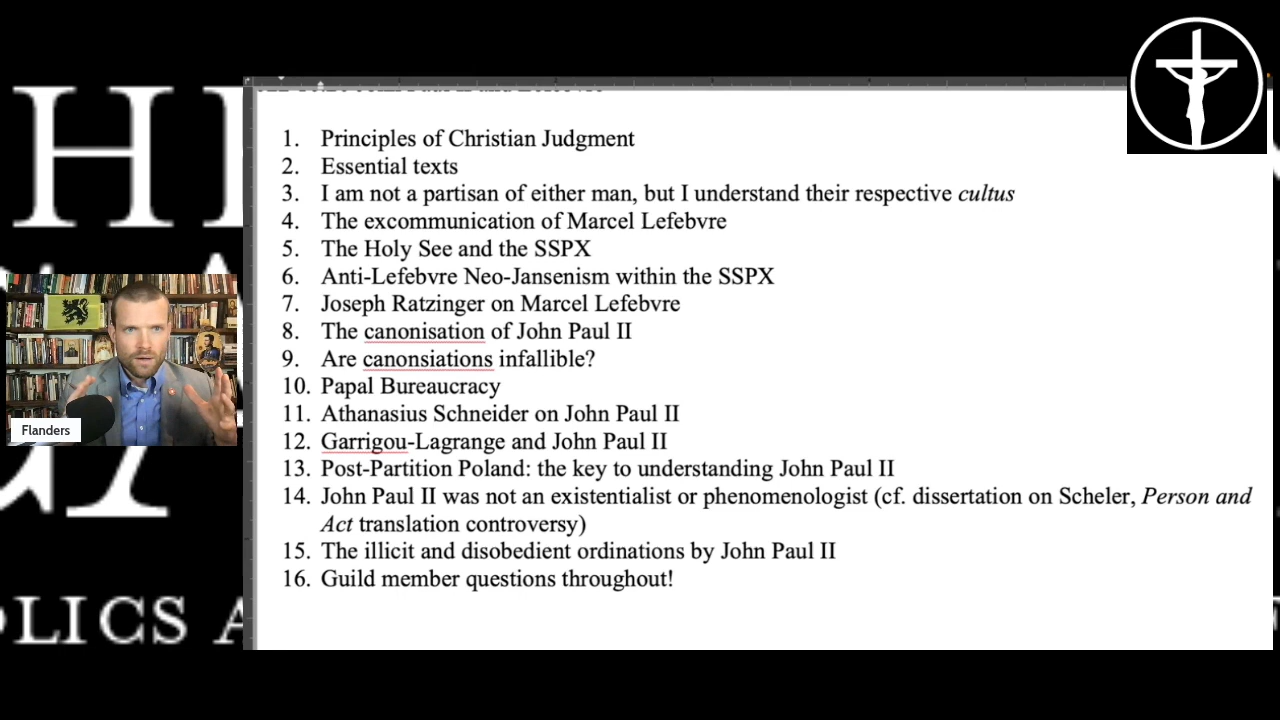 1. Principles of Christian Judgment
2. Essential texts
3. I am not a partisan of either man, but I understand their respective cultus
4. The excommunication of Marcel Lefebvre
5. The Holy See and the SSPX
6. Anti-Lefebvre Neo-Jansenism within the SSPX
7. Joseph Ratzinger on Marcel Lefebvre
8. The canonisation of John Paul II
9. Are canonsiations infallible?
10. Papal Bureaucracy
11. Athanasius Schneider on John Paul II
12. Garrigou-Lagrange and John Paul II
13. Post-Partition Poland: the key to understanding John Paul II
14. John Paul II was not an existentialist or phenomenologist (cf. dissertation on Scheler, Person and
Act translation controversy)
15. The illicit and disobedient ordinations by John Paul II
16. Guild member questions throughout!
Flanders
OLICS A